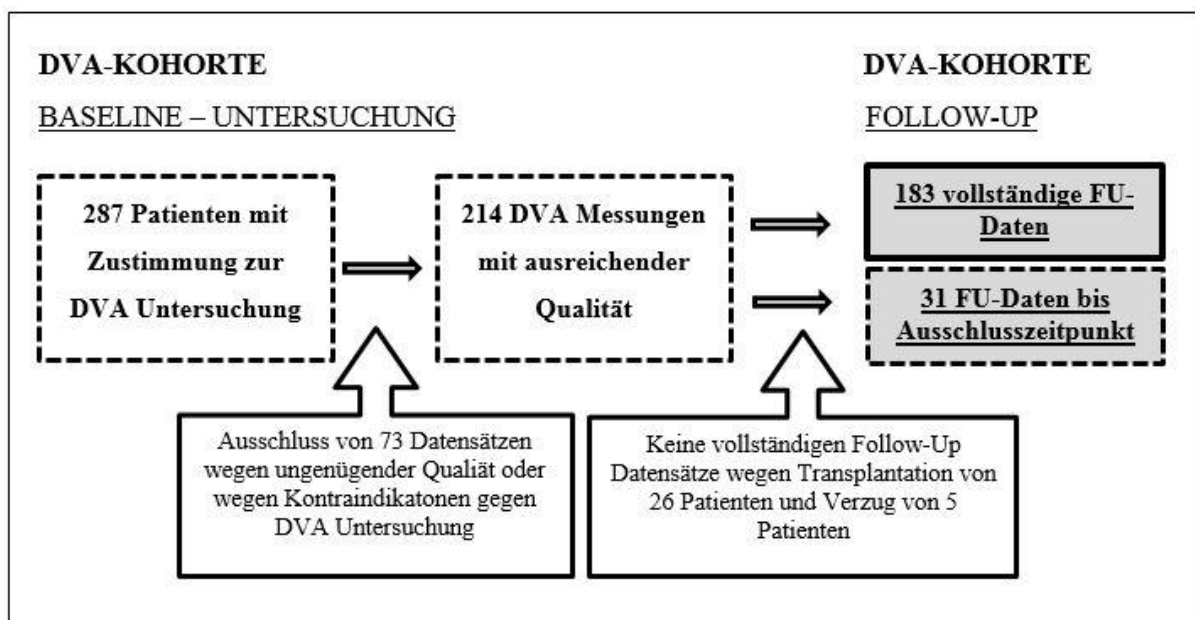 DVA-KOHORTE
BASELINE – UNTERSUCHUNG
287 Patienten mit
Zustimmung zur
DVA Untersuchung
214 DVA Messungen
mit ausreichender
Qualität
DVA-KOHORTE
FOLLOW-UP
183 vollständige FU-
Daten
31 FU-Daten bis
Ausschlusszeitpunkt
Ausschluss von 73 Datensätzen
wegen ungenügender Qualiät oder
wegen Kontraindikatonen gegen
DVA Untersuchung
Keine vollständigen Follow-Up
Datensätze wegen Transplantation von
26 Patienten und Verzug von 5
Patienten